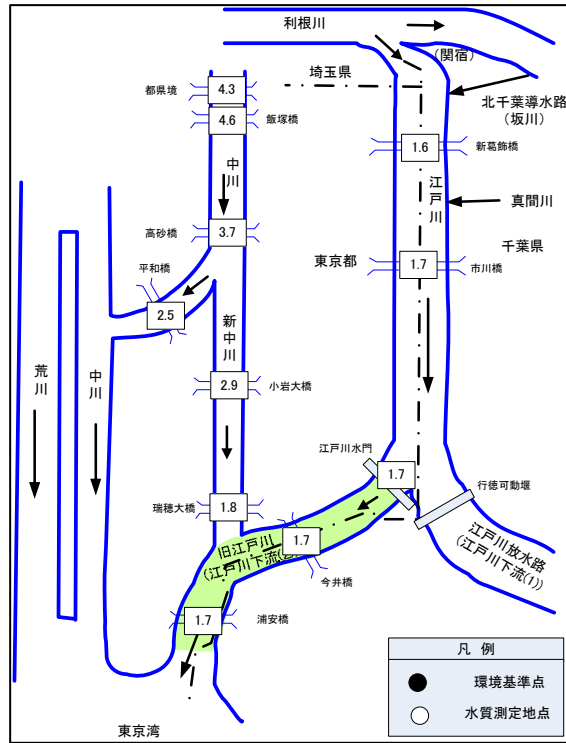 利根川
(関宿)
埼玉県
都県境
4.3
4.6
飯塚橋
北千葉導水路
(坂川)
中川
1.6
新葛飾橋
江戸川
真間川
高砂橋
3.7
千葉県
東京都
1.7
市川橋
平和橋
2.5
新中川
荒川
中川
2.9
小岩大橋
江戸川水門
1.7
行徳可動堰
瑞穂大橋
1.8
旧江戸川
(江戸川下流(2))
1.7
今井橋
江戸川放水路
(江戸川下流(1))
1.7
浦安橋
凡 例
環境基準点
水質測定地点
東京湾